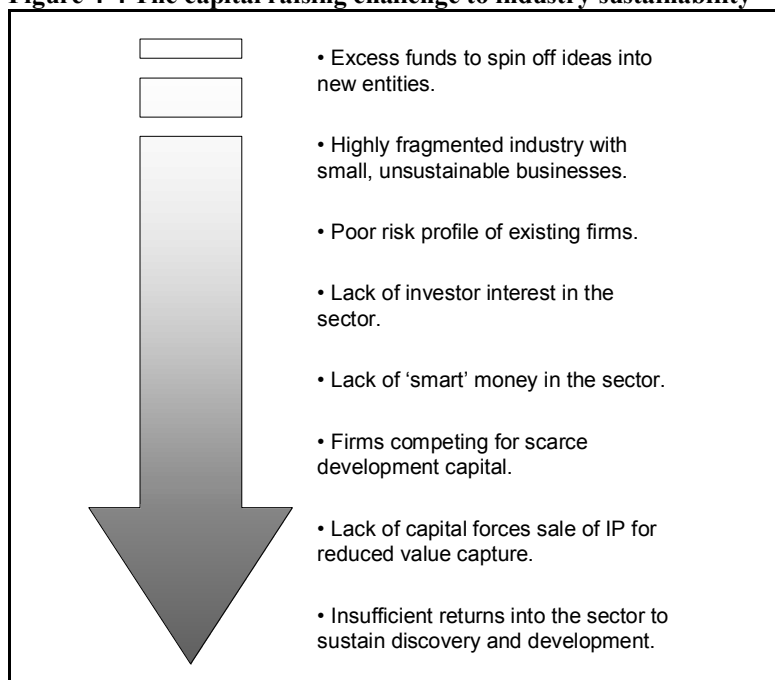 Figure 4-4 The capital raising challenge to industry sustainability
• Excess funds to spin off ideas into
new entities.
• Highly fragmented industry with
small, unsustainable businesses.
• Poor risk profile of existing firms.
• Lack of investor interest in the
sector.
• Lack of ‘smart’ money in the sector.
• Firms competing for scarce
development capital.
• Lack of capital forces sale of IP for
reduced value capture.
• Insufficient returns into the sector to
sustain discovery and development.